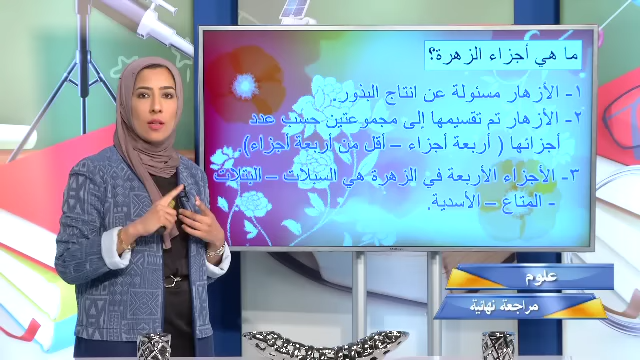 ما هي أجزاء الزهرة؟
١- الأزهار مسئولة عن انتاج البذور.
٢- الأزهار تم تقسيمها إلى مجموعتين حسب عدد
أجزائها ( أربعة أجزاء – أقل من أربعة أجزاء)
٣- الأجزاء الأربعة في الزهرة هي السبلات – البتلات
- المتاع – الأسدية.
علوم
مراجعة نهائية